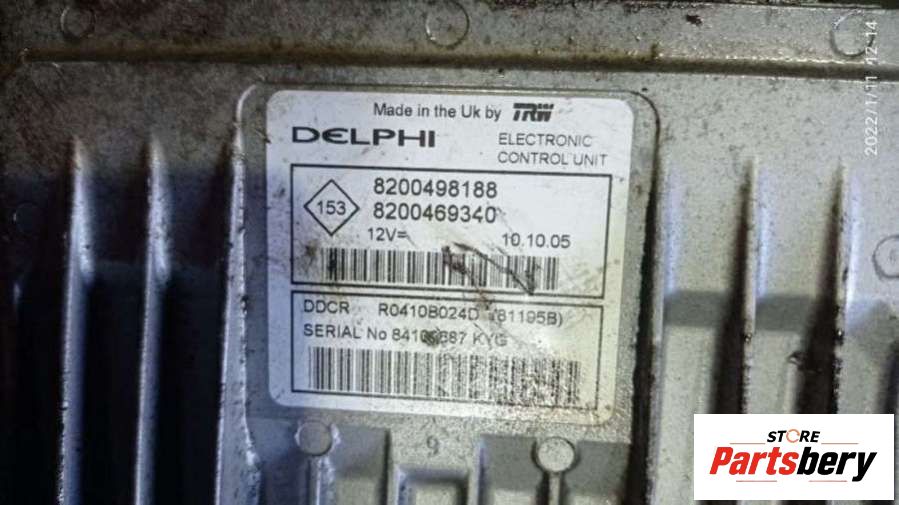 Made in the Uk by TRW
DELPHI
ELECTRONIC
CONTROL UNIT
153
8200498188
8200469340
12V=
10.10.05
DDCR R0410B024D
SERIAL No KYG
9
2022/1/11 12:14
STORE
Partsbery